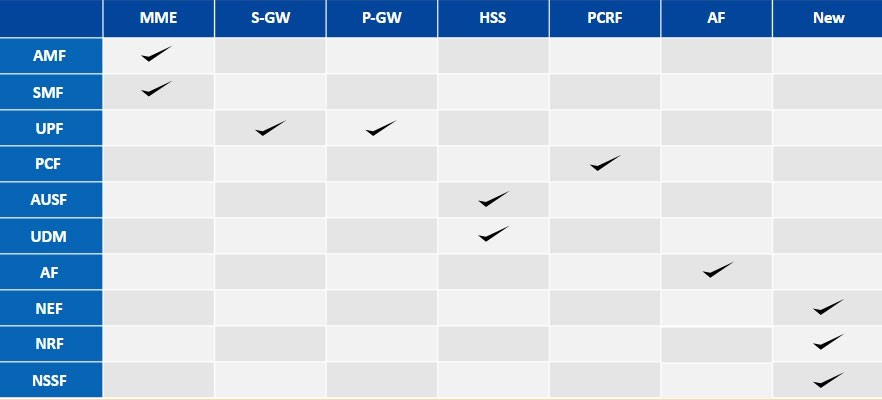 MME S-GW P-GW HSS PCRF AF New
AMF ✓
SMF ✓
UPF ✓ ✓
PCF ✓
AUSF ✓
UDM ✓
AF ✓
NEF ✓
NRF ✓
NSSF ✓